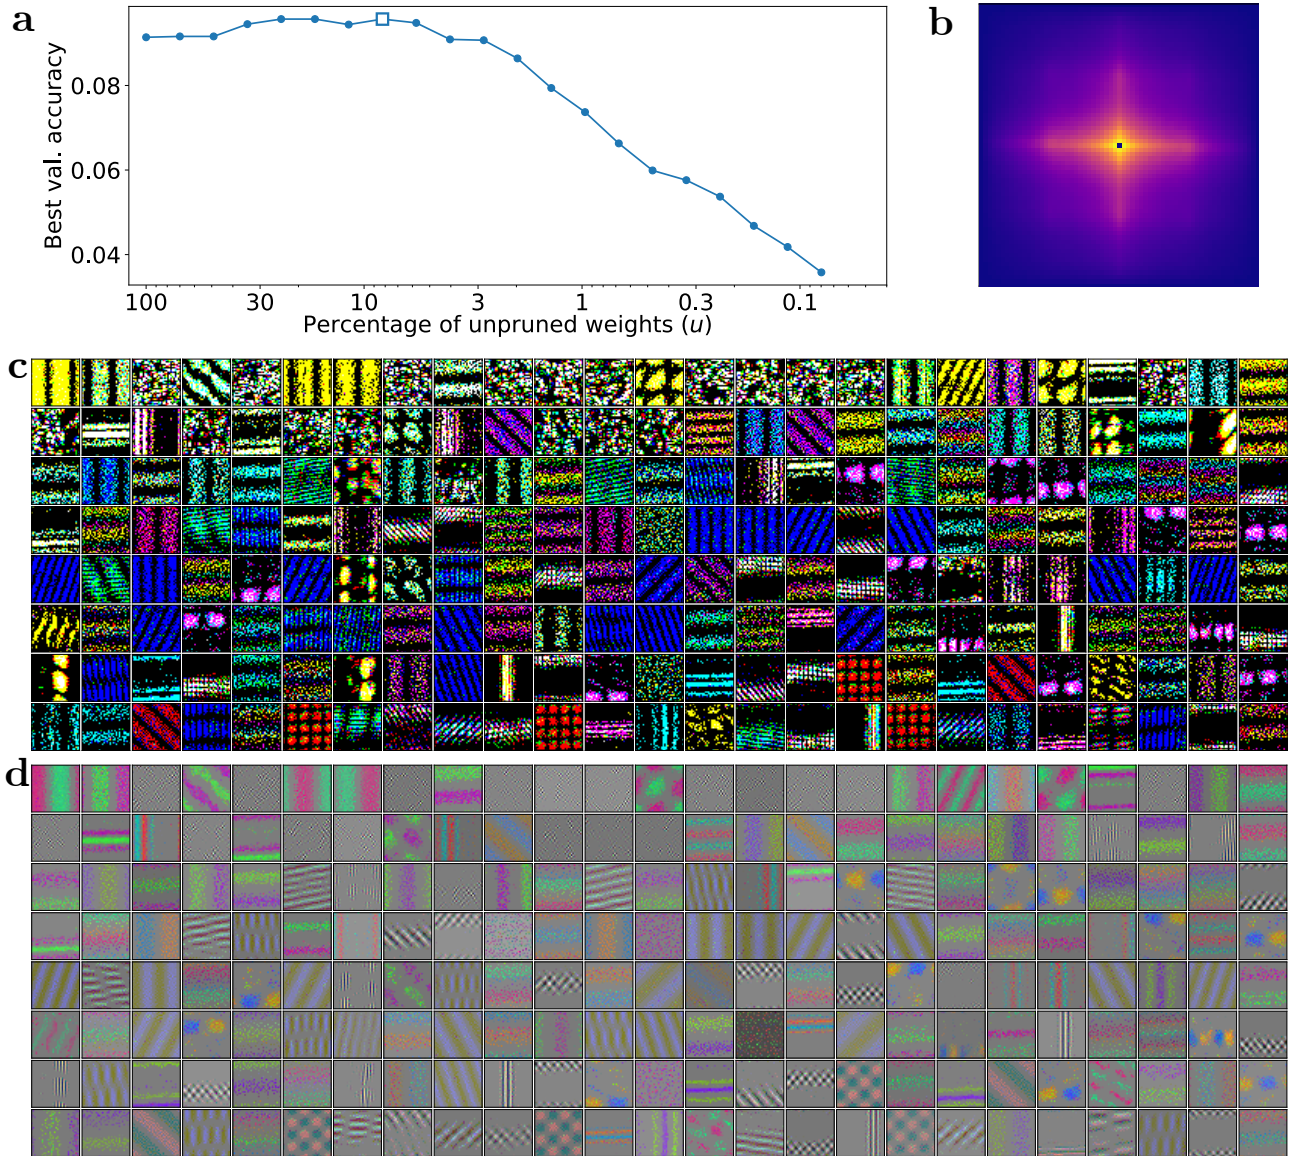 a
b
Best val. accuracy
0.08
0.06
0.04
100 30 10 3 1 0.3 0.1
Percentage of unpruned weights (u)
c
d